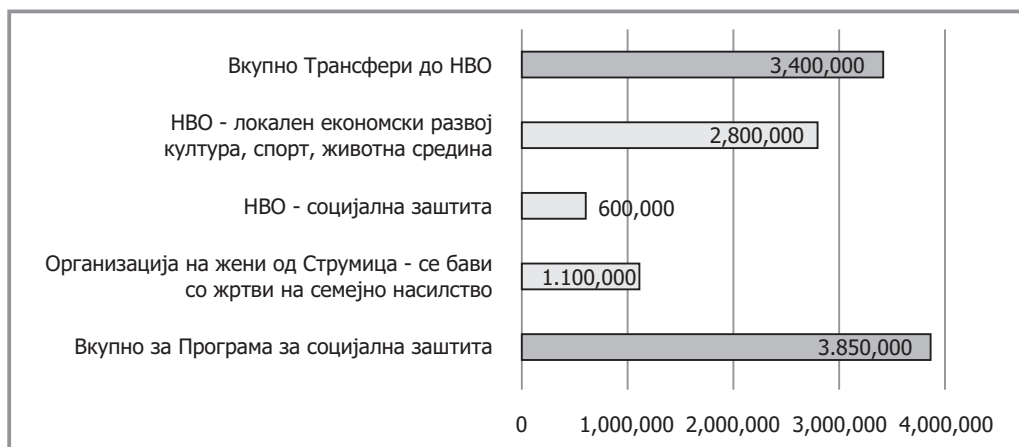 Вкупно Трансфери до НВО
3,400,000
НВО - локален економски развој
култура, спорт, животна средина
2,800,000
НВО - социјална заштита
600,000
Организација на жени од Струмица - се бави
со жртви на семејно насилство
1.100,000
Вкупно за Програма за социјална заштита
3.850,000
0 1,000,000 2,000,000 3,000,000 4,000,000